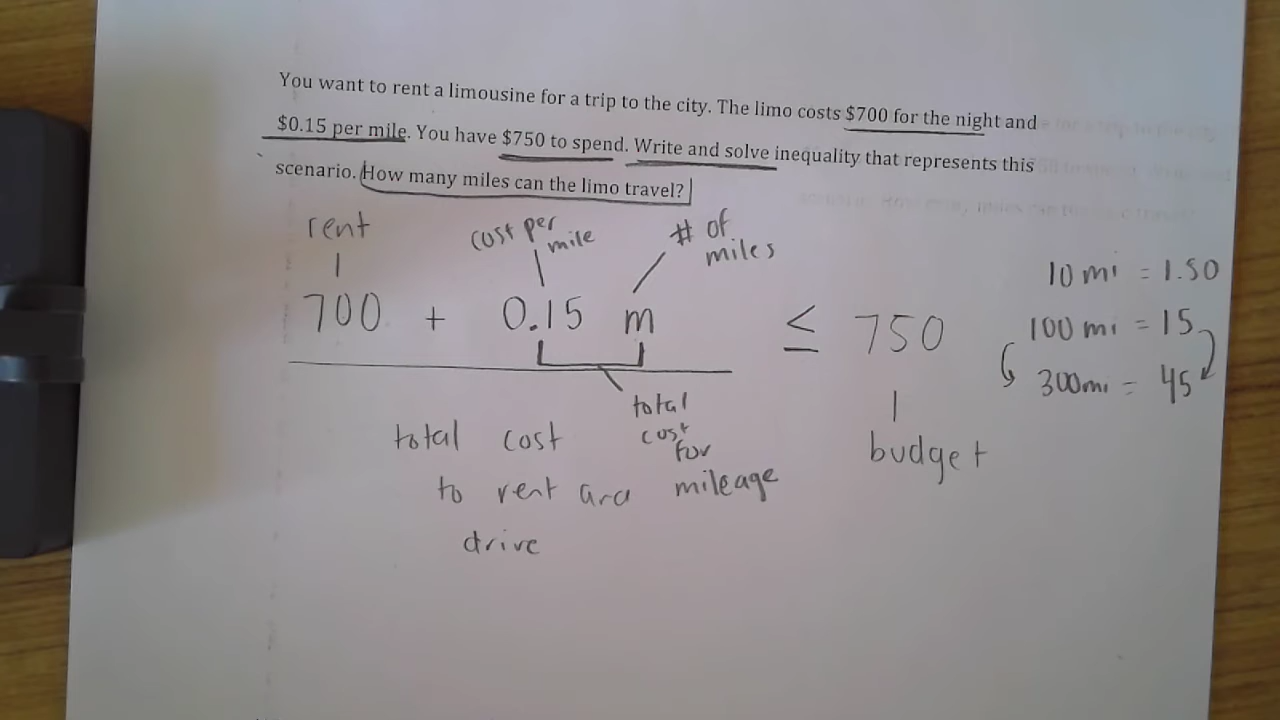 You want to rent a limousine for a trip to the city. The limo costs $700 for the night and
$0.15 per mile. You have $750 to spend. Write and solve inequality that represents this
scenario. How many miles can the limo travel?
rent
cost per
mile
# of
miles
700 + 0.15 m ≤ 750
10 mi = 1.50
100 mi = 15
300mi = 45
total
cost
for
mileage
total cost
to rent and
drive
budget